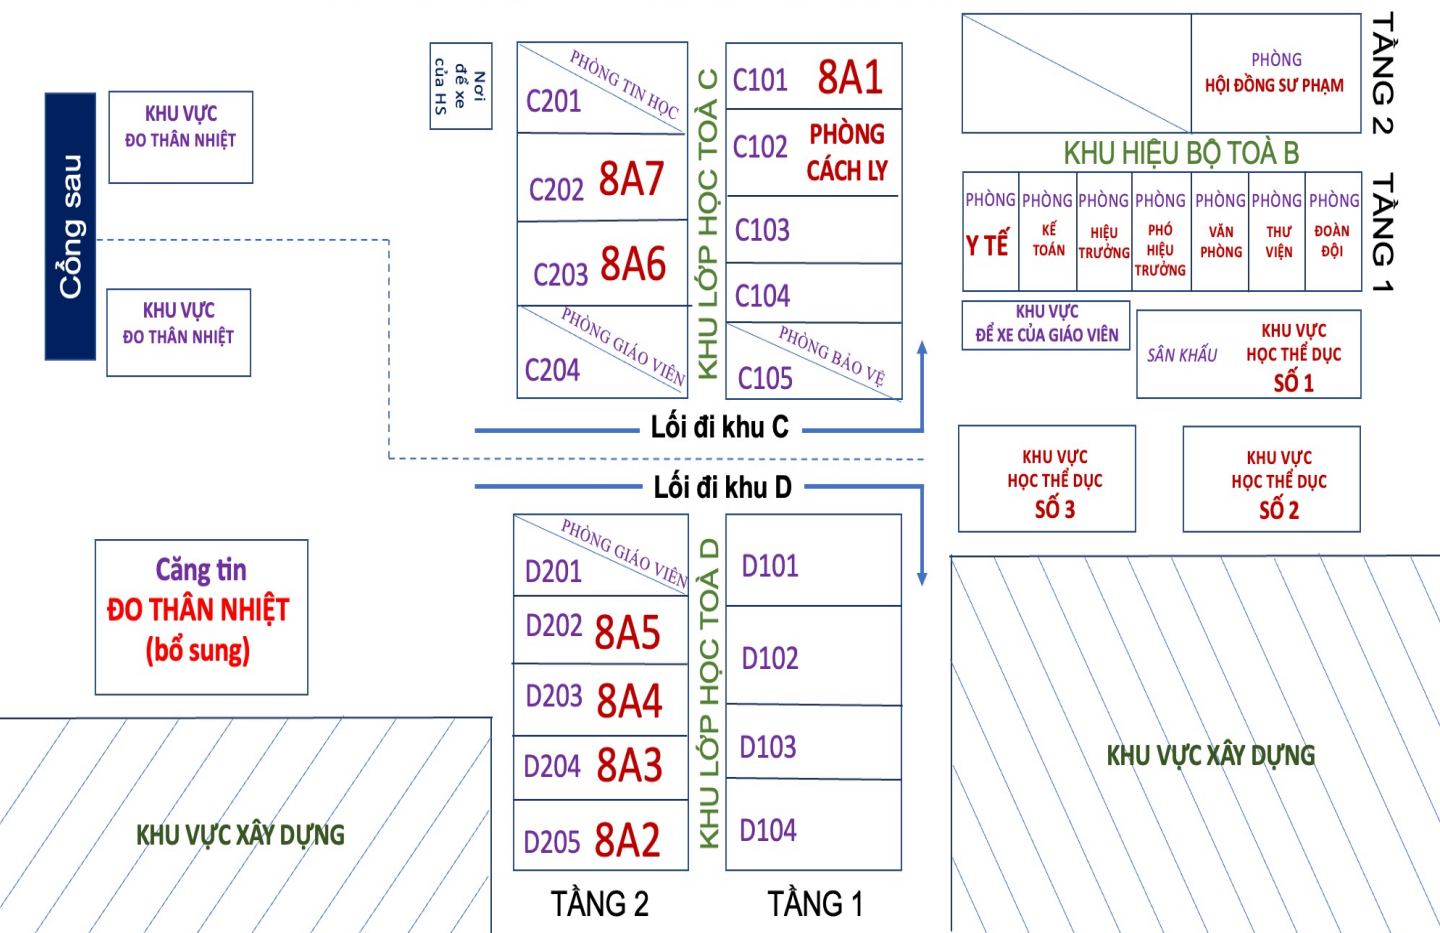 Cổng sau
KHU VỰC
ĐO THÂN NHIỆT
KHU VỰC
ĐO THÂN NHIỆT
Nơi
để xe
của HS
PHÒNG TIN HỌC
C201
C202 8A7
C203 8A6
PHÒNG GIÁO VIÊN
C204
KHU LỚP HỌC TOÀ C
C101 8A1
C102 PHÒNG
CÁCH LY
C103
C104
PHÒNG BẢO VỆ
C105
PHÒNG
HỘI ĐỒNG SƯ PHẠM
TẦNG 2
KHU HIỆU BỘ TOÀ B
PHÒNG
Y TẾ
PHÒNG
KẾ
TOÁN
PHÒNG
HIỆU
TRƯỞNG
PHÒNG
PHÓ
HIỆU
TRƯỞNG
PHÒNG
VĂN
PHÒNG
PHÒNG
THƯ
VIỆN
PHÒNG
ĐOÀN
ĐỘI
TẦNG 1
KHU VỰC
ĐỂ XE CỦA GIÁO VIÊN
SÂN KHẤU
KHU VỰC
HỌC THỂ DỤC
SỐ 1
Lối đi khu C
Lối đi khu D
KHU VỰC
HỌC THỂ DỤC
SỐ 3
KHU VỰC
HỌC THỂ DỤC
SỐ 2
Căng tin
ĐO THÂN NHIỆT
(bổ sung)
PHÒNG GIÁO VIÊN
D201
D202 8A5
D203 8A4
D204 8A3
D205 8A2
KHU LỚP HỌC TOÀ D
D101
D102
D103
D104
KHU VỰC XÂY DỰNG
KHU VỰC XÂY DỰNG
TẦNG 2
TẦNG 1